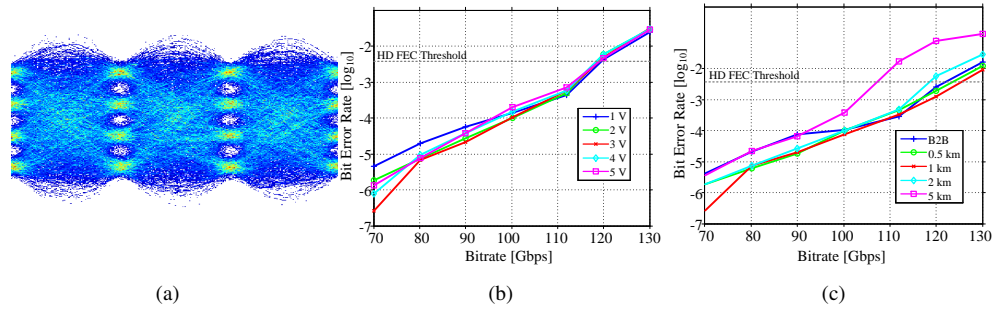 -2
-3
-4
-5
-6
-7
70 80 90 100 110 120 130
Bit Error Rate [log10]
Bitrate [Gbps]
HD FEC Threshold
1 V
2 V
3 V
4 V
5 V
-2
-3
-4
-5
-6
-7
70 80 90 100 110 120 130
Bit Error Rate [log10]
Bitrate [Gbps]
HD FEC Threshold
B2B
0.5 km
1 km
2 km
5 km
(a) (b) (c)